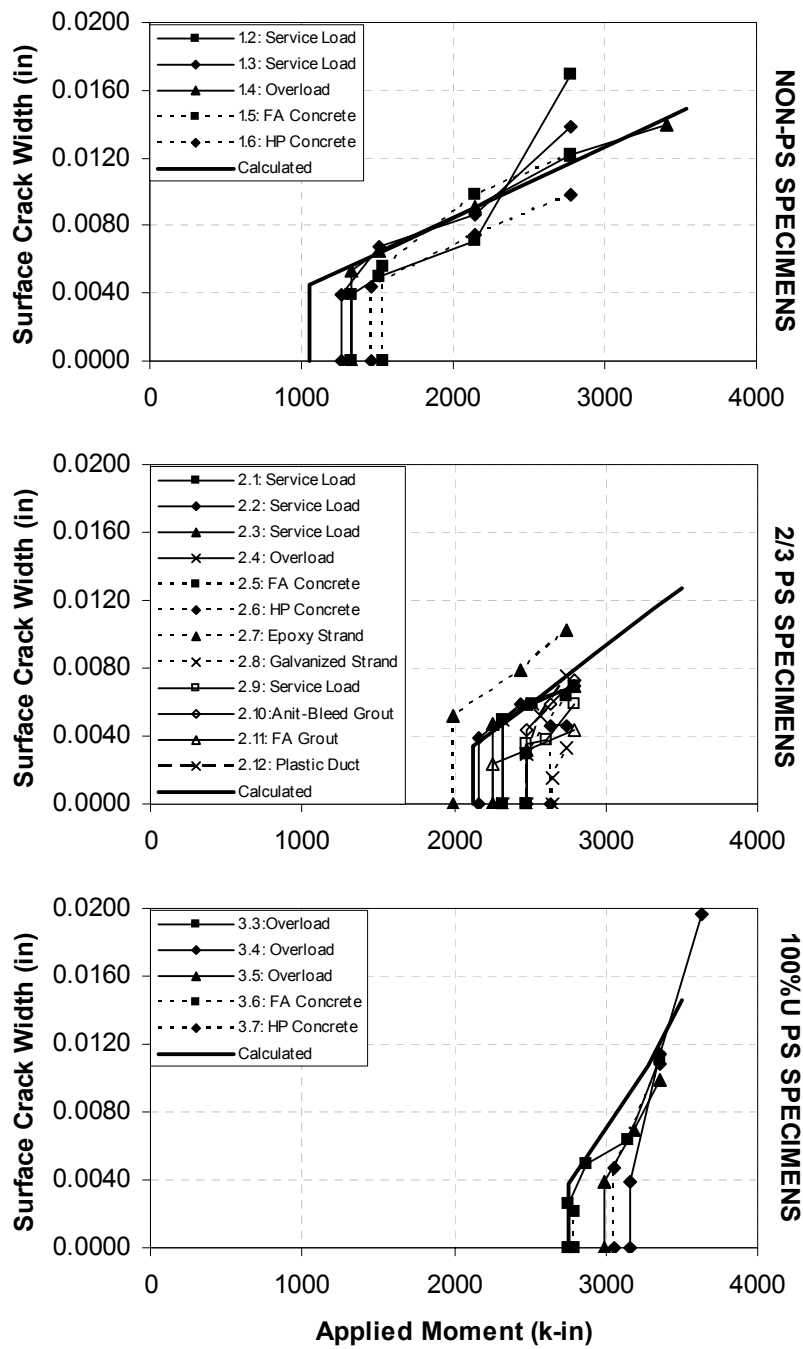 Surface Crack Width (in)
0.0200
0.0160
0.0120
0.0080
0.0040
0.0000
1.2: Service Load
1.3: Service Load
1.4: Overload
1.5: FA Concrete
1.6: HP Concrete
Calculated
0
1000
2000
3000
4000
NON-PS SPECIMENS
Surface Crack Width (in)
0.0200
0.0160
0.0120
0.0080
0.0040
0.0000
2.1: Service Load
2.2: Service Load
2.3: Service Load
2.4: Overload
2.5: FA Concrete
2.6: HP Concrete
2.7: Epoxy Strand
2.8: Galvanized Strand
2.9: Service Load
2.10: Anit-Bleed Grout
2.11: FA Grout
2.12: Plastic Duct
Calculated
0
1000
2000
3000
4000
2/3 PS SPECIMENS
Surface Crack Width (in)
0.0200
0.0160
0.0120
0.0080
0.0040
0.0000
3.3:Overload
3.4: Overload
3.5: Overload
3.6: FA Concrete
3.7: HP Concrete
Calculated
0
1000
2000
3000
4000
100%U PS SPECIMENS
Applied Moment (k-in)